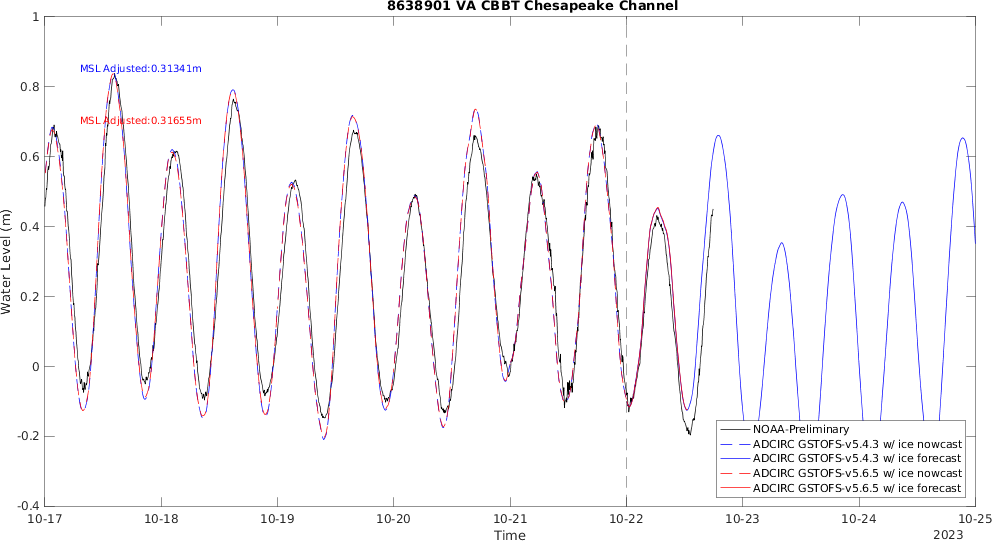 8638901 VA CBBT Chesapeake Channel
1
MSL Adjusted:0.31341m
0.8
MSL Adjusted:0.31655m
0.6
0.4
Water Level (m)
0.2
0
-0.2
-0.4
NOAA-Preliminary
ADCIRC GSTOFS-v5.4.3 w/ ice nowcast
ADCIRC GSTOFS-v5.4.3 w/ ice forecast
ADCIRC GSTOFS-v5.6.5 w/ ice nowcast
ADCIRC GSTOFS-v5.6.5 w/ ice forecast
10-17 10-18 10-19 10-20 10-21 10-22 10-23 10-24 10-25
Time
2023